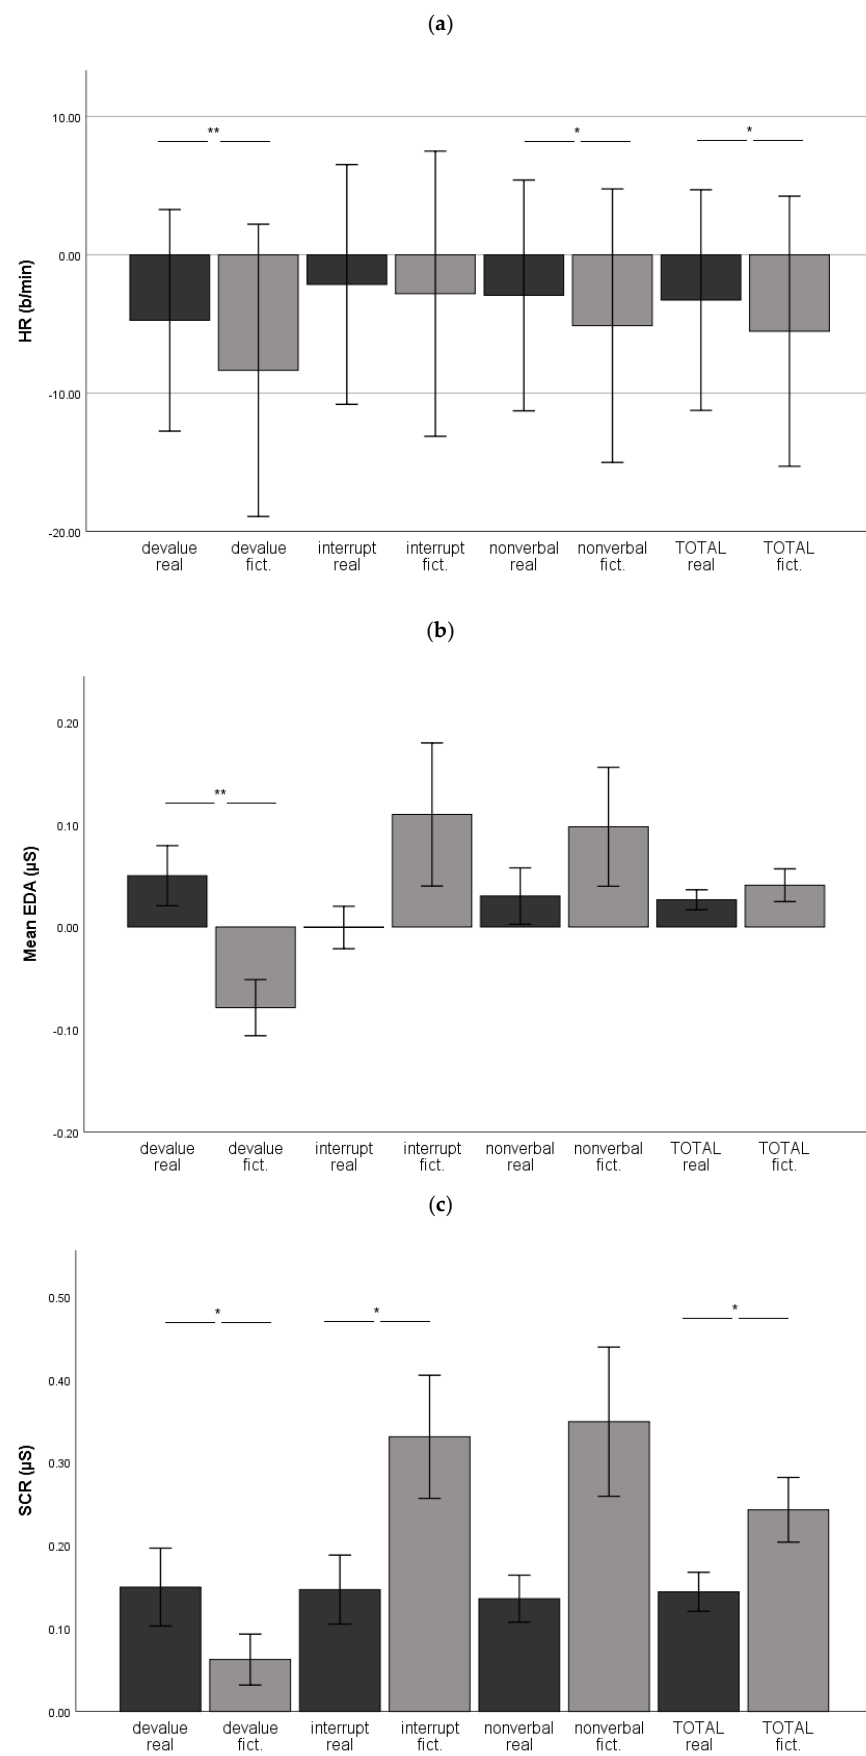 (a)
10.00
** * *
0.00
HR (b/min)
-10.00
-20.00
devalue devalue interrupt interrupt nonverbal nonverbal TOTAL TOTAL
real fict. real fict. real fict. real fict.
(b)
0.20
**
0.10
Mean EDA (µS)
0.00
-0.10
-0.20
devalue devalue interrupt interrupt nonverbal nonverbal TOTAL TOTAL
real fict. real fict. real fict. real fict.
(c)
0.50
* * *
0.40
0.30
SCR (µS)
0.20
0.10
0.00
devalue devalue interrupt interrupt nonverbal nonverbal TOTAL TOTAL
real fict. real fict. real fict. real fict.